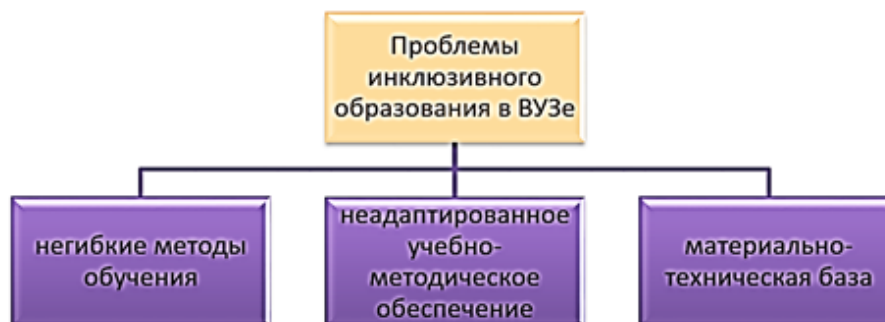 Проблемы
инклюзивного
образования в ВУЗе
негибкие методы
обучения
неадаптированное
учебно-
методическое
обеспечение
материально-
техническая база